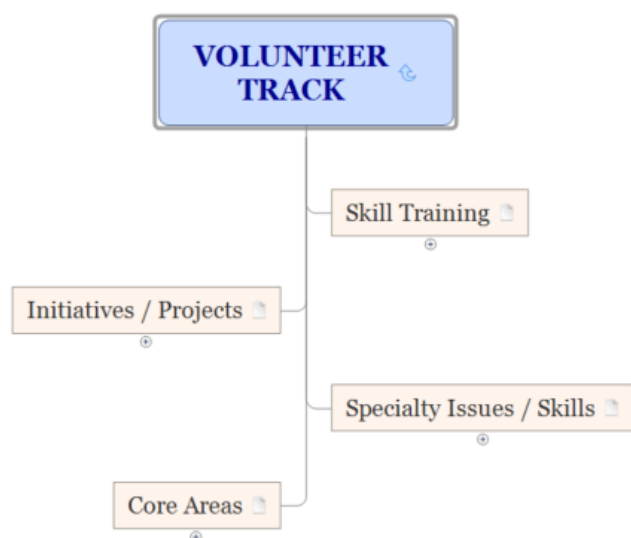 VOLUNTEER
TRACK
Skill Training
Initiatives / Projects
Specialty Issues / Skills
Core Areas